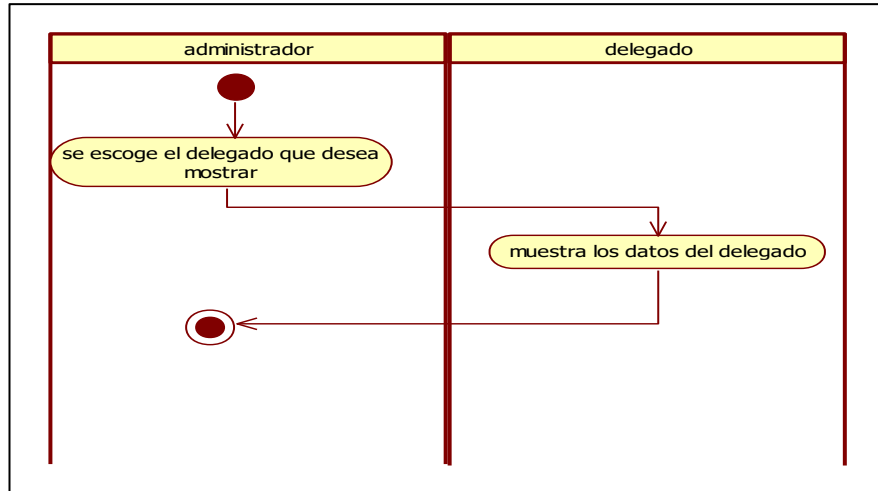 administrador
delegado
se escoge el delegado que desea
mostrar
muestra los datos del delegado